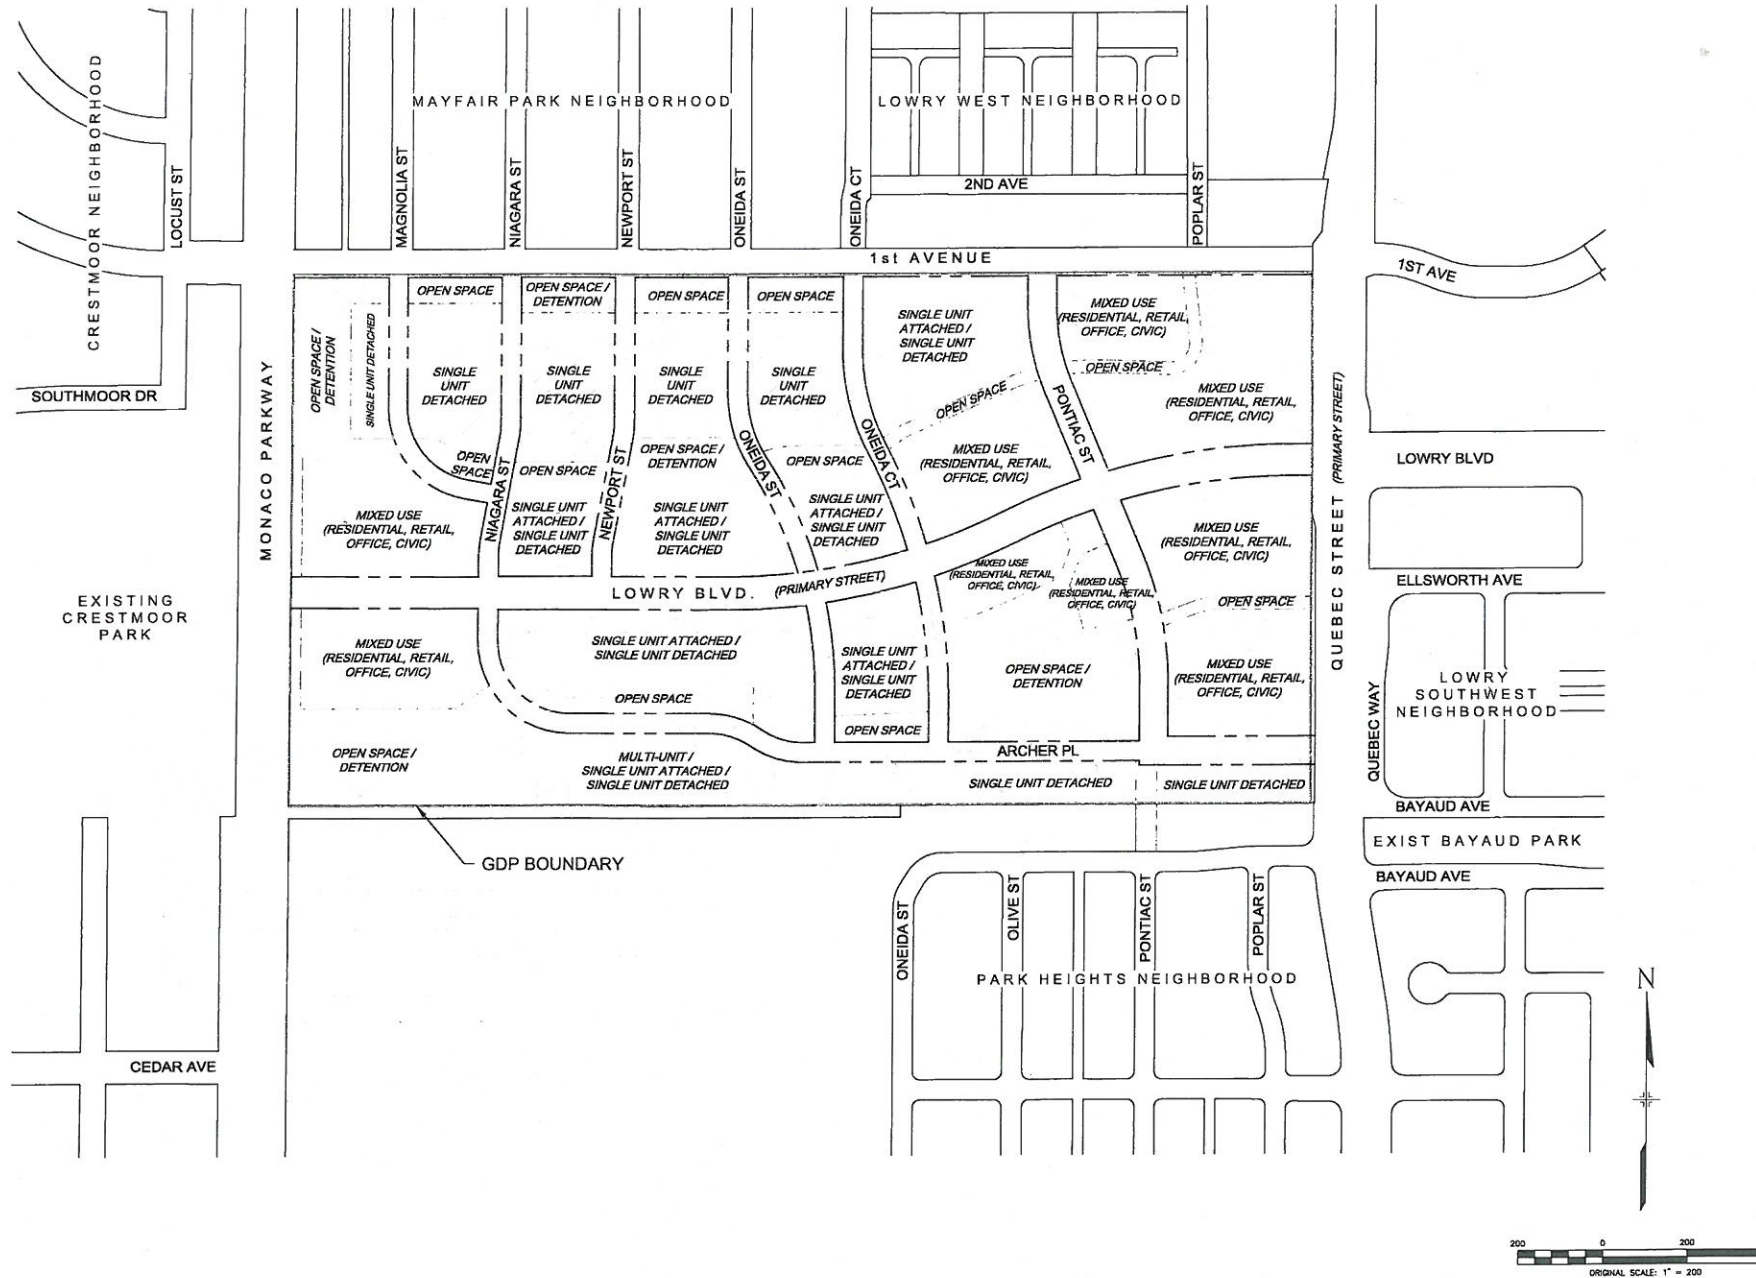 CRESTMOOR NEIGHBORHOOD
LOCUST ST
MAYFAIR PARK NEIGHBORHOOD
LOWRY WEST NEIGHBORHOOD
MAGNOLIA ST
NIAGARA ST
NEWPORT ST
ONEIDA ST
ONEIDA CT
2ND AVE
POPLAR ST
1st AVENUE
1ST AVE
SOUTHMOOR DR
MONACO PARKWAY
OPEN SPACE /
DETENTION
SINGLE UNIT DETACHED
OPEN SPACE
OPEN SPACE /
DETENTION
OPEN SPACE
OPEN SPACE
SINGLE UNIT
ATTACHED /
SINGLE UNIT
DETACHED
MIXED USE
(RESIDENTIAL, RETAIL,
OFFICE, CIVIC)
OPEN SPACE
SINGLE
UNIT
DETACHED
SINGLE
UNIT
DETACHED
SINGLE
UNIT
DETACHED
SINGLE
UNIT
DETACHED
OPEN SPACE
PONTIAC ST
MIXED USE
(RESIDENTIAL, RETAIL,
OFFICE, CIVIC)
QUEBEC STREET (PRIMARY STREET)
OPEN
SPACE
NIAGARA ST
OPEN SPACE
NEWPORT ST
OPEN SPACE /
DETENTION
ONEIDA ST
OPEN SPACE
ONEIDA CT
MIXED USE
(RESIDENTIAL, RETAIL,
OFFICE, CIVIC)
LOWRY BLVD
MIXED USE
(RESIDENTIAL, RETAIL,
OFFICE, CIVIC)
SINGLE UNIT
ATTACHED /
SINGLE UNIT
DETACHED
SINGLE UNIT
ATTACHED /
SINGLE UNIT
DETACHED
SINGLE UNIT
ATTACHED /
SINGLE UNIT
DETACHED
MIXED USE
(RESIDENTIAL, RETAIL,
OFFICE, CIVIC)
EXISTING
CRESTMOOR
PARK
LOWRY BLVD.
(PRIMARY STREET)
MIXED USE
(RESIDENTIAL, RETAIL,
OFFICE, CIVIC)
MIXED USE
(RESIDENTIAL, RETAIL,
OFFICE, CIVIC)
OPEN SPACE
ELLSWORTH AVE
MIXED USE
(RESIDENTIAL, RETAIL,
OFFICE, CIVIC)
SINGLE UNIT ATTACHED /
SINGLE UNIT DETACHED
OPEN SPACE
SINGLE UNIT
ATTACHED /
SINGLE UNIT
DETACHED
OPEN SPACE
OPEN SPACE /
DETENTION
MIXED USE
(RESIDENTIAL, RETAIL,
OFFICE, CIVIC)
QUEBEC WAY
LOWRY
SOUTHWEST
NEIGHBORHOOD
OPEN SPACE /
DETENTION
MULTI-UNIT /
SINGLE UNIT ATTACHED /
SINGLE UNIT DETACHED
ARCHER PL
SINGLE UNIT DETACHED
SINGLE UNIT DETACHED
BAYAUD AVE
EXIST BAYAUD PARK
BAYAUD AVE
GDP BOUNDARY
ONEIDA ST
OLIVE ST
PONTIAC ST
POPLAR ST
PARK HEIGHTS NEIGHBORHOOD
CEDAR AVE
N
200 0 200
ORIGINAL SCALE: 1" = 200